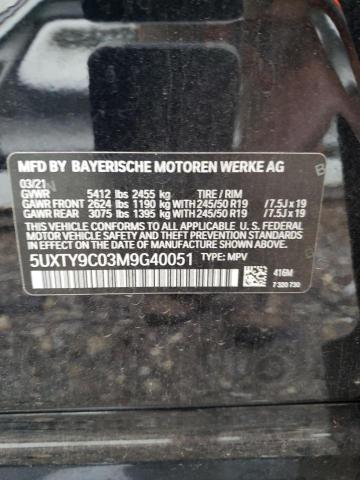 MFD BY BAYERISCHE MOTOREN WERKE AG
03/21
GVWR 5412 lbs 2455 kg TIRE / RIM
GAWR FRONT 2624 lbs 1190 kg WITH 245/50 R19 / 7.5J x 19
GAWR REAR 3075 lbs 1395 kg WITH 245/50 R19 / 7.5J x 19
THIS VEHICLE CONFORMS TO ALL APPLICABLE U.S. FEDERAL
MOTOR VEHICLE SAFETY STANDARDS IN EFFECT
ON THE DATE OF MANUFACTURE SHOWN ABOVE.
5UXTY9C03M9G40051 TYPE: MPV
416M
7 320 730